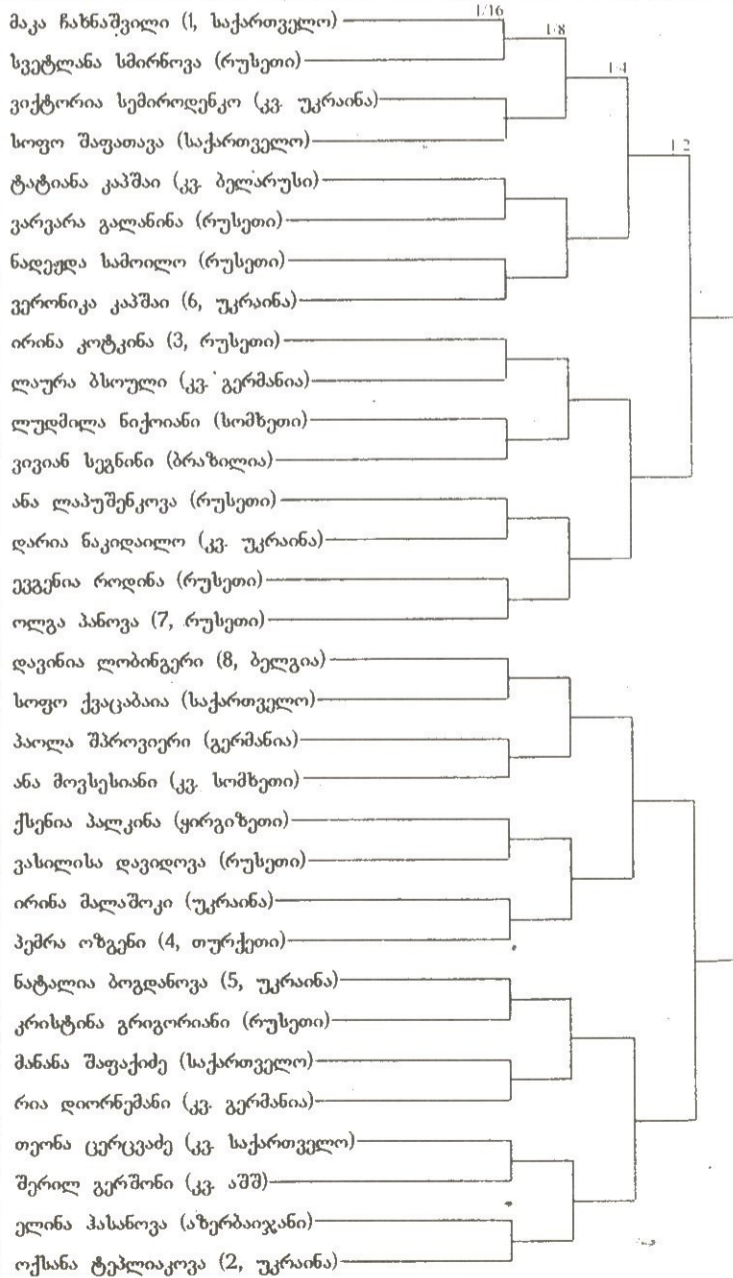 1/16
1/8
1/4
1/2
მაკა ჩახნაშვილი (1, საქართველო)
სვეტლანა სმირნოვა (რუსეთი)
ვიქტორია სემიროდენკო (კვ. უკრაინა)
სოფო შაფათავა (საქართველო)
ტატიანა კაპშაი (კვ. ბელარუსი)
ვარვარა გალანინა (რუსეთი)
ნადეჟდა სამოილო (რუსეთი)
ვერონიკა კაპშაი (6, უკრაინა)
ირინა კოტკინა (3, რუსეთი)
ლაურა ბსოული (კვ. გერმანია)
ლუდმილა ნიქოიანი (სომხეთი)
ვივიან სეგნინი (ბრაზილია)
ანა ლაპუშენკოვა (რუსეთი)
დარია ნაკიდაილო (კვ. უკრაინა)
ევგენია როდინა (რუსეთი)
ოლგა პანოვა (7, რუსეთი)
დავინია ლობინგერი (8, ბელგია)
სოფო ქვაცაბაია (საქართველო)
პაოლა შპროვიერი (გერმანია)
ანა მოვსესიანი (კვ. სომხეთი)
ქსენია პალკინა (ყირგიზეთი)
ვასილისა დავიდოვა (რუსეთი)
ირინა მალაშოკი (უკრაინა)
პემრა ოზგენი (4, თურქეთი)
ნატალია ბოგდანოვა (5, უკრაინა)
კრისტინა გრიგორიანი (რუსეთი)
მანანა შაფაქიძე (საქართველო)
რია დიორნემანი (კვ. გერმანია)
თეონა ცერცვაძე (კვ. საქართველო)
შერილ გერშონი (კვ. აშშ)
ელინა ჰასანოვა (აზერბაიჯანი)
ოქსანა ტეპლიაკოვა (2, უკრაინა)